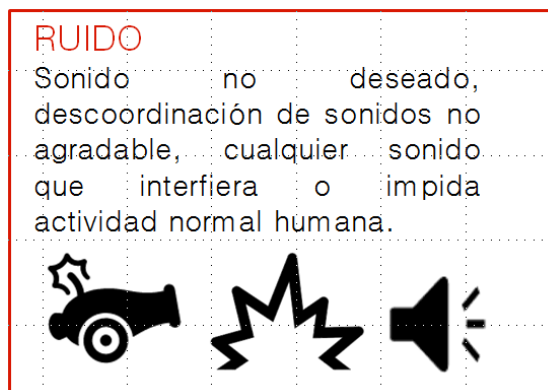 RUIDO
Sonido no deseado,
descoordinación de sonidos no
agradable, cualquier sonido
que interfiera o impida
actividad normal humana.